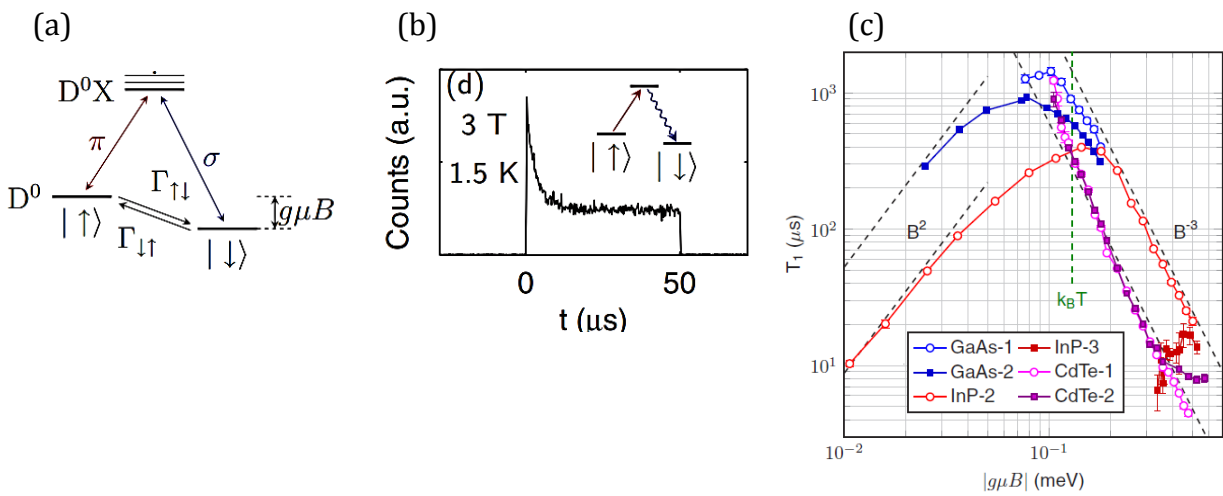 (a)
D⁰X
π
σ
D⁰
Γ↑↓
gμB
| ↑⟩
Γ↓↑
| ↓⟩
(b)
(d)
3 T
1.5 K
| ↑⟩
| ↓⟩
Counts (a.u.)
0
50
t (μs)
(c)
10³
10²
10¹
T₁ (μs)
B²
B⁻³
k_BT
GaAs-1
GaAs-2
InP-2
InP-3
CdTe-1
CdTe-2
10⁻²
10⁻¹
|gμB| (meV)